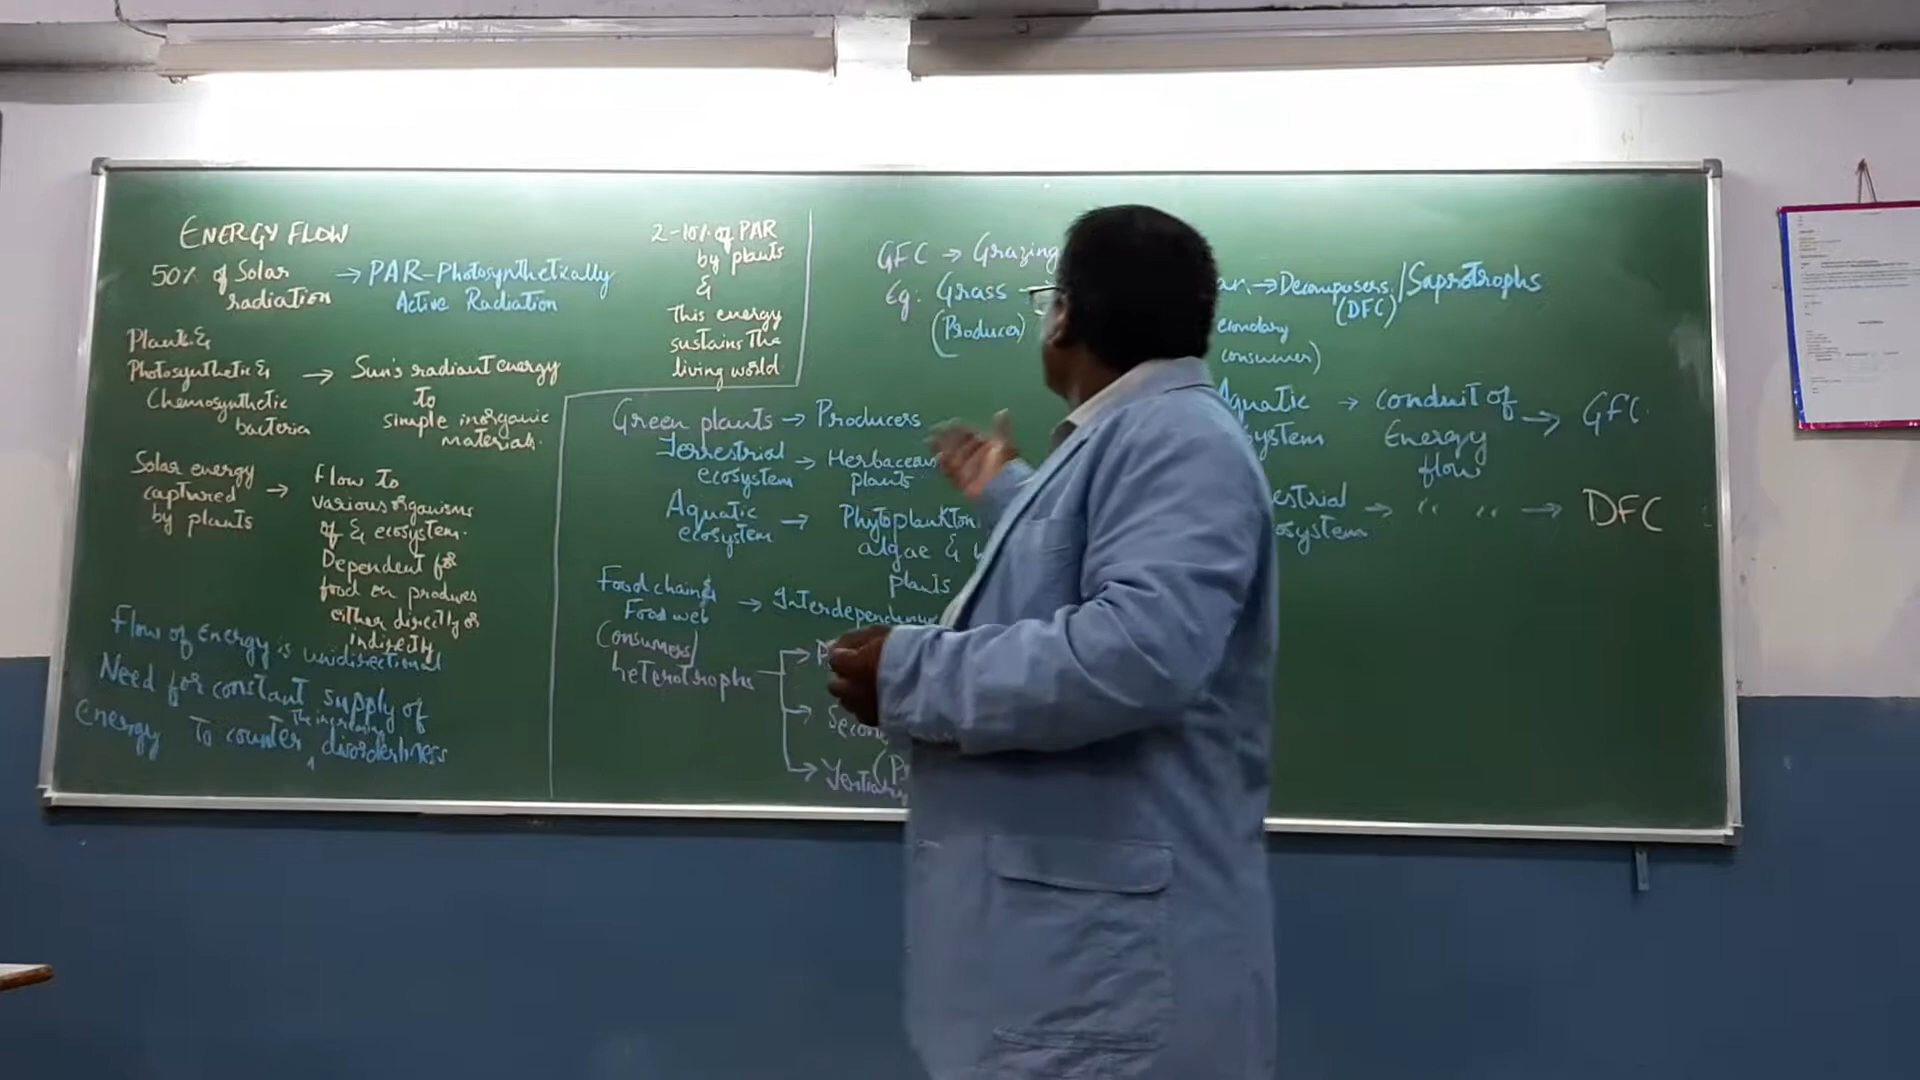 ENERGY FLOW
50% of Solar
radiation → PAR-Photosynthetically
Active Radiation
Plants &
Photosynthetic &
Chemosynthetic
bacteria
→ Sun's radiant energy
to
simple inorganic
materials.
Solar energy
captured
by plants
→ Flow to
various organisms
of & ecosystem.
Dependent for
food on produces
either directly or
indirectly
Flow of Energy is unidirectional
Need for constant supply of
energy to counter the increasing disorderliness
2-10% of PAR
by plants
&
This energy
sustains the
living world
Green plants → Producers
Terrestrial
ecosystem → Herbaceous
plants
Aquatic
ecosystem → Phytoplankton
algae &
plants
Food chain &
Food web →
Consumers/
heterotrophs
GFC → Grazing
Eg: Grass →
(Producer)
→ Decomposers/Saprotrophs
(DFC)
consumer)
Aquatic → conduit of → GFC
Energy
flow
→ " " → DFC